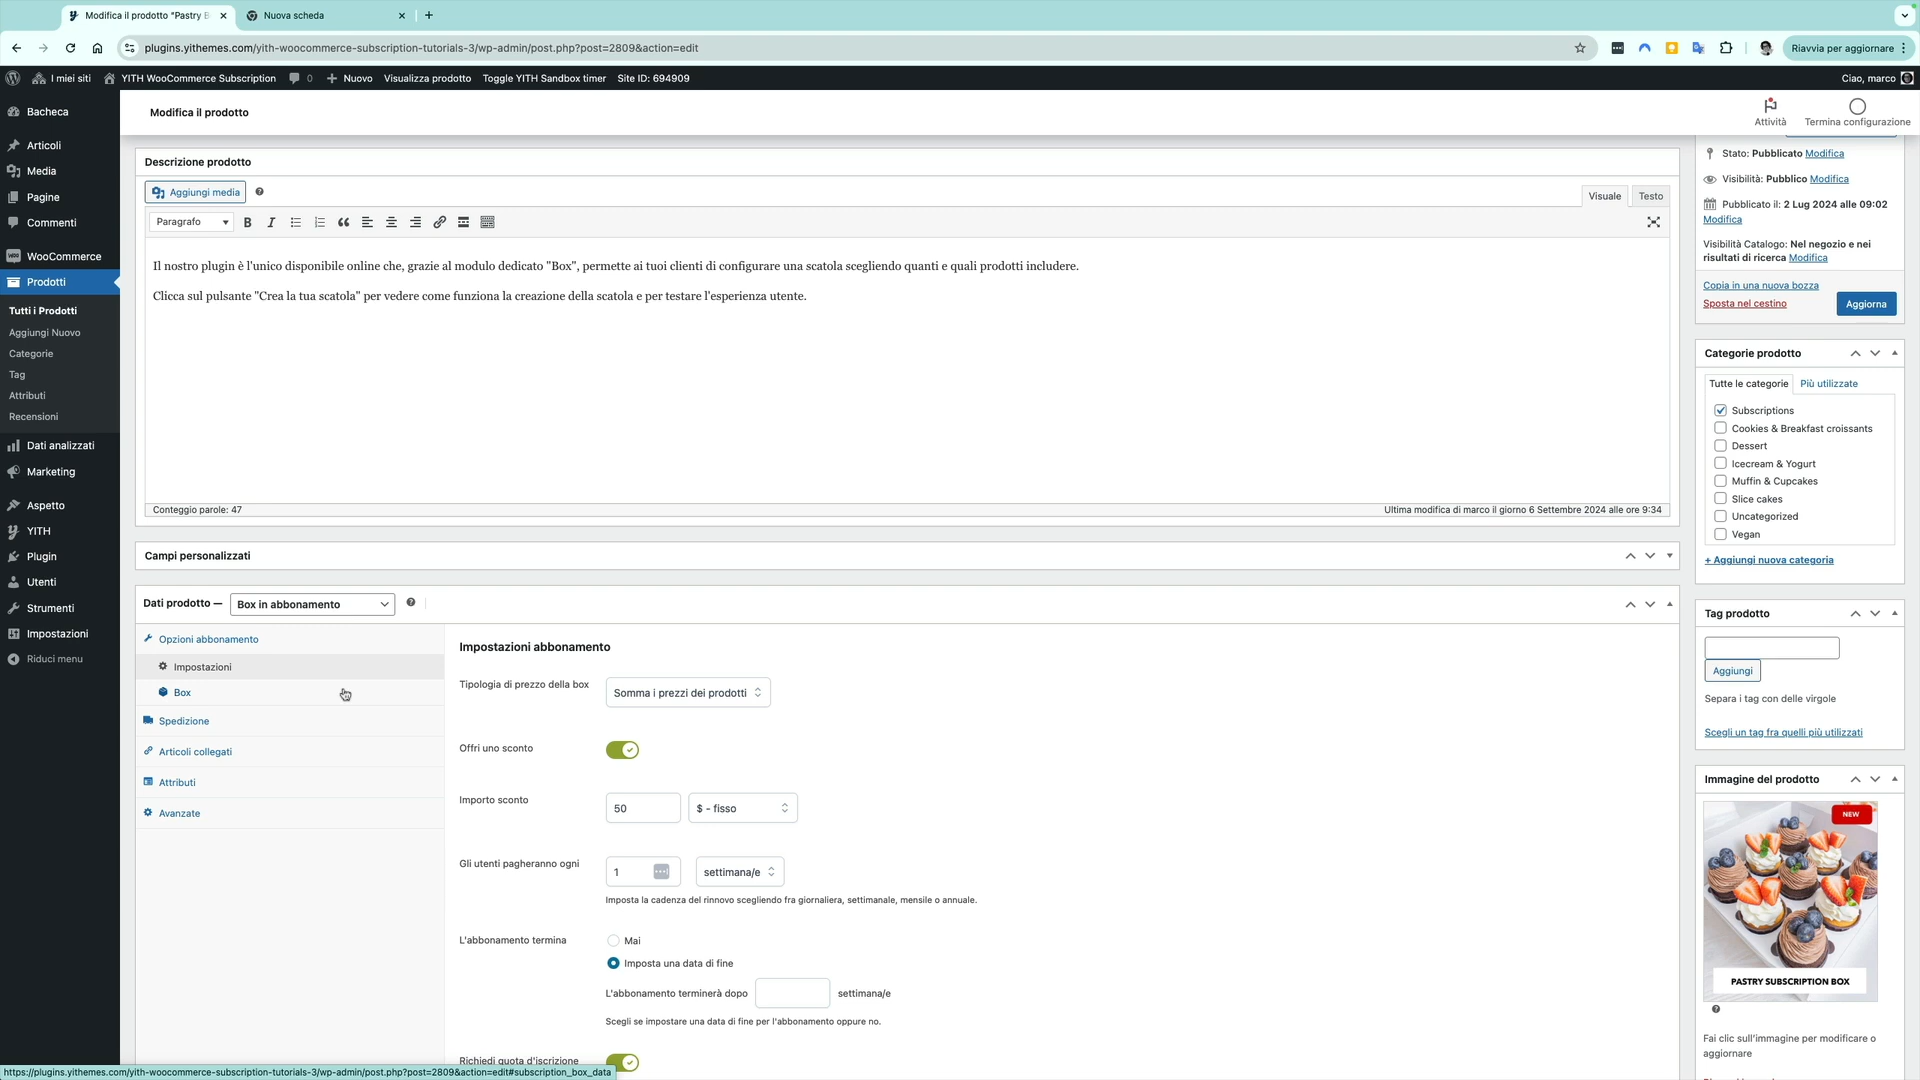 Modifica il prodotto "Pastry B
Nuova scheda
plugins.yithemes.com/yith-woocommerce-subscription-tutorials-3/wp-admin/post.php?post=2809&action=edit
Riavvia per aggiornare
I miei siti
YITH WooCommerce Subscription
0
Nuovo
Visualizza prodotto
Toggle YITH Sandbox timer
Site ID: 694909
Ciao, marco
Bacheca
Articoli
Media
Pagine
Commenti
WooCommerce
Prodotti
Tutti i Prodotti
Aggiungi Nuovo
Categorie
Tag
Attributi
Recensioni
Dati analizzati
Marketing
Aspetto
YITH
Plugin
Utenti
Strumenti
Impostazioni
Riduci menu
Modifica il prodotto
Attività
Termina configurazione
Descrizione prodotto
Aggiungi media
Visuale
Testo
Paragrafo
Il nostro plugin è l'unico disponibile online che, grazie al modulo dedicato "Box", permette ai tuoi clienti di configurare una scatola scegliendo quanti e quali prodotti includere.
Clicca sul pulsante "Crea la tua scatola" per vedere come funziona la creazione della scatola e per testare l'esperienza utente.
Conteggio parole: 47
Ultima modifica di marco il giorno 6 Settembre 2024 alle ore 9:34
Campi personalizzati
Dati prodotto —
Box in abbonamento
Opzioni abbonamento
Impostazioni
Box
Spedizione
Articoli collegati
Attributi
Avanzate
Impostazioni abbonamento
Tipologia di prezzo della box
Somma i prezzi dei prodotti
Offri uno sconto
Importo sconto
50
$ - fisso
Gli utenti pagheranno ogni
1
settimana/e
Imposta la cadenza del rinnovo scegliendo fra giornaliera, settimanale, mensile o annuale.
L'abbonamento termina
Mai
Imposta una data di fine
L'abbonamento terminerà dopo
settimana/e
Scegli se impostare una data di fine per l'abbonamento oppure no.
Richiedi quota d'iscrizione
https://plugins.yithemes.com/yith-woocommerce-subscription-tutorials-3/wp-admin/post.php?post=2809&action=edit#subscription_box_data
Stato: Pubblicato Modifica
Visibilità: Pubblico Modifica
Pubblicato il: 2 Lug 2024 alle 09:02
Modifica
Visibilità Catalogo: Nel negozio e nei
risultati di ricerca Modifica
Copia in una nuova bozza
Sposta nel cestino
Aggiorna
Categorie prodotto
Tutte le categorie
Più utilizzate
Subscriptions
Cookies & Breakfast croissants
Dessert
Icecream & Yogurt
Muffin & Cupcakes
Slice cakes
Uncategorized
Vegan
+ Aggiungi nuova categoria
Tag prodotto
Aggiungi
Separa i tag con delle virgole
Scegli un tag fra quelli più utilizzati
Immagine del prodotto
NEW
PASTRY SUBSCRIPTION BOX
Fai clic sull'immagine per modificare o
aggiornare